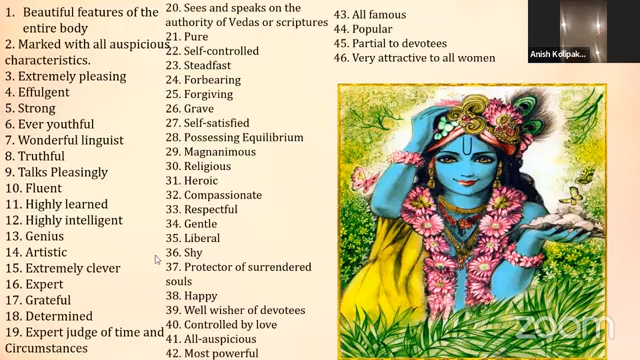 1. Beautiful features of the
entire body
2. Marked with all auspicious
characteristics.
3. Extremely pleasing
4. Effulgent
5. Strong
6. Ever youthful
7. Wonderful linguist
8. Truthful
9. Talks Pleasingly
10. Fluent
11. Highly learned
12. Highly intelligent
13. Genius
14. Artistic
15. Extremely clever
16. Expert
17. Grateful
18. Determined
19. Expert judge of time and
Circumstances
20. Sees and speaks on the
authority of Vedas or scriptures
21. Pure
22. Self-controlled
23. Steadfast
24. Forbearing
25. Forgiving
26. Grave
27. Self-satisfied
28. Possessing Equilibrium
29. Magnanimous
30. Religious
31. Heroic
32. Compassionate
33. Respectful
34. Gentle
35. Liberal
36. Shy
37. Protector of surrendered
souls
38. Happy
39. Well wisher of devotees
40. Controlled by love
41. All-auspicious
42. Most powerful
43. All famous
44. Popular
45. Partial to devotees
46. Very attractive to all women
Anish Kolipak...
zoom